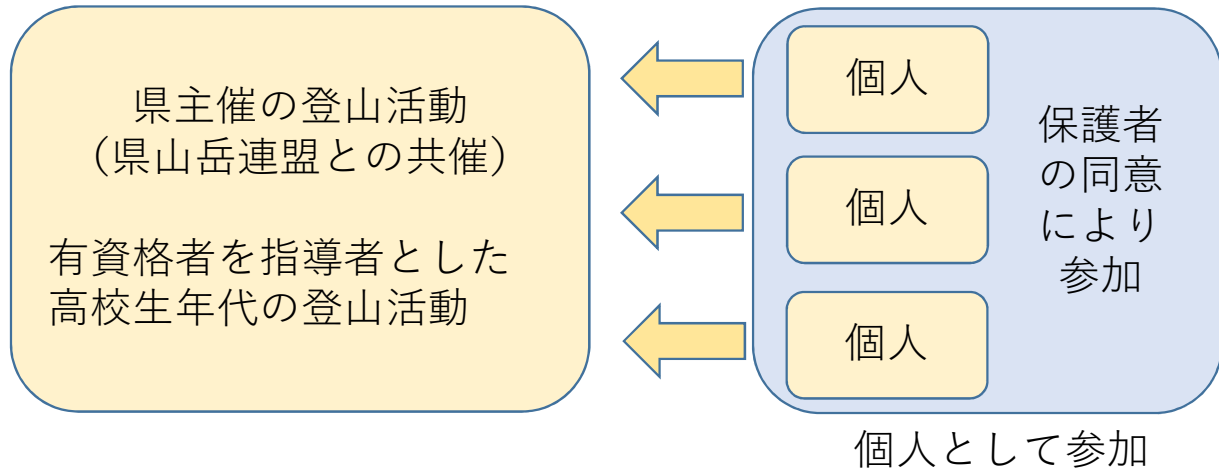 県主催の登山活動
（県山岳連盟との共催）
有資格者を指導者とした
高校生年代の登山活動
個人
個人
個人
保護者
の同意
により
参加
個人として参加